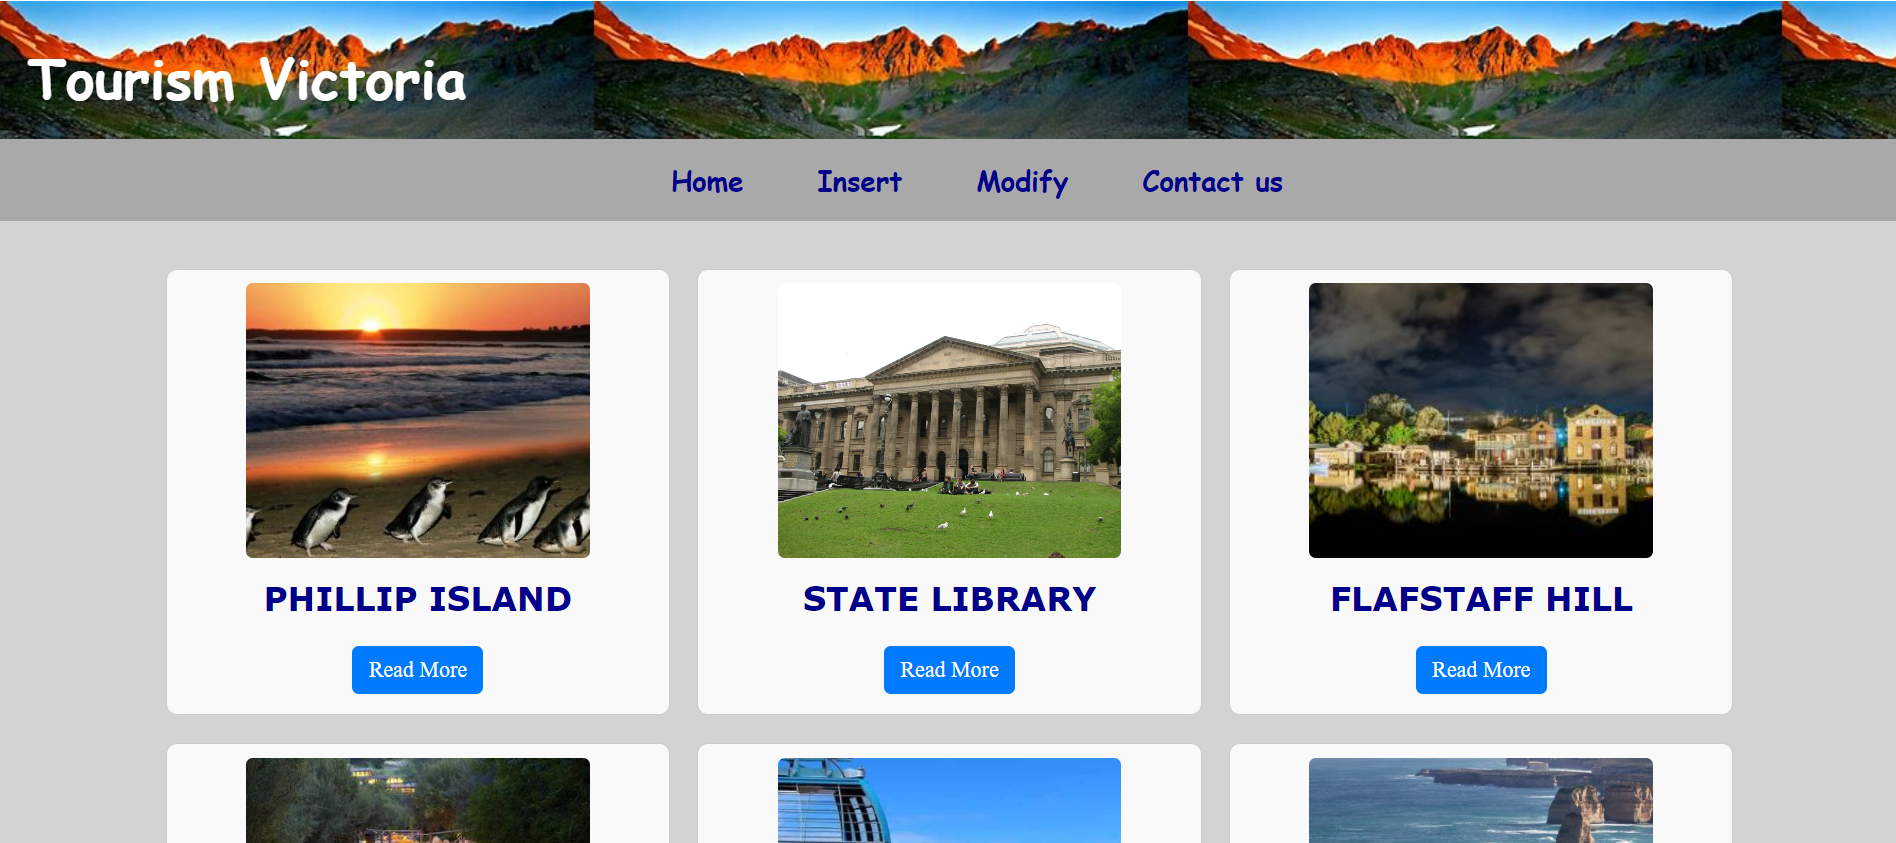 Tourism Victoria
Home Insert Modify Contact us
PHILLIP ISLAND
STATE LIBRARY
FLAFSTAFF HILL
Read More
Read More
Read More